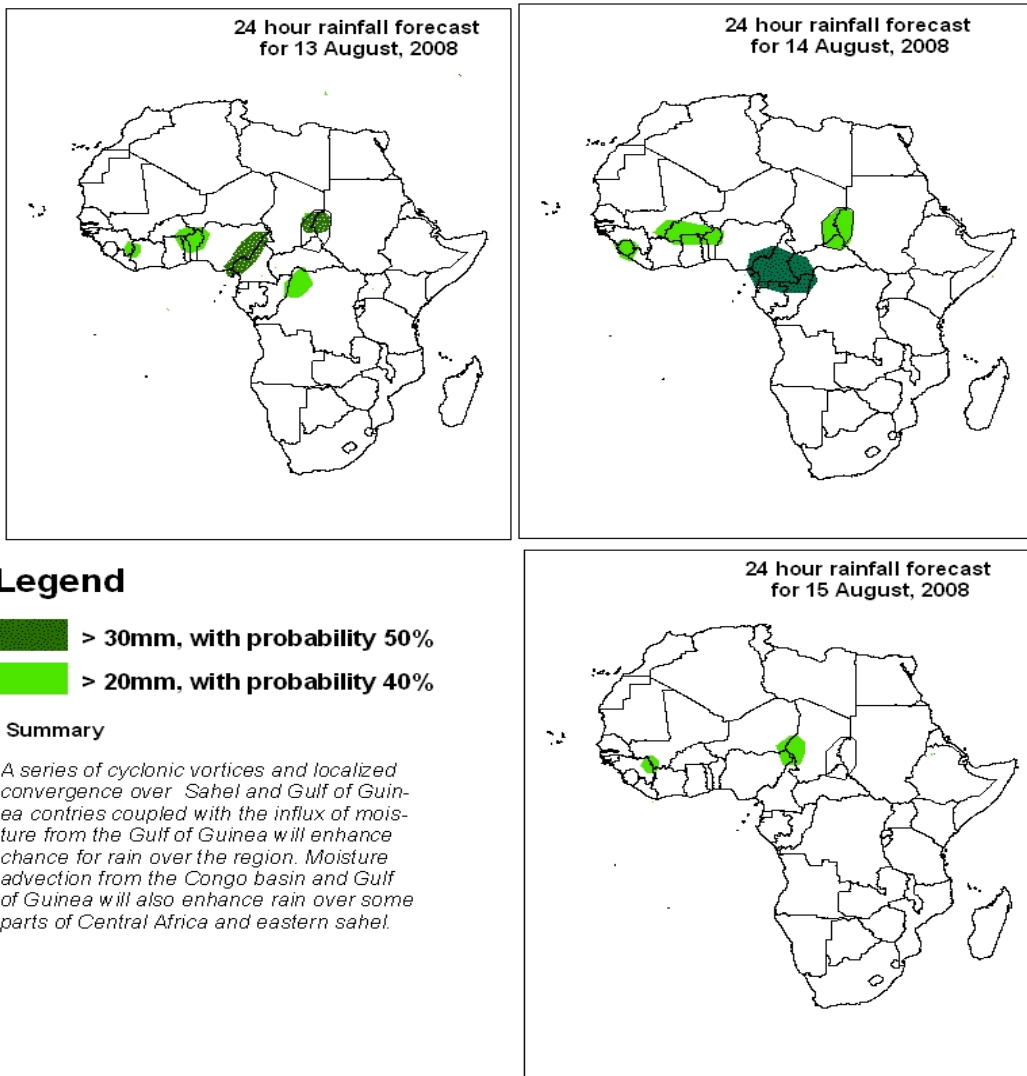 24 hour rainfall forecast
for 13 August, 2008
24 hour rainfall forecast
for 14 August, 2008
Legend
> 30mm, with probability 50%
> 20mm, with probability 40%
Summary
A series of cyclonic vortices and localized
convergence over Sahel and Gulf of Guin-
ea contries coupled with the influx of mois-
ture from the Gulf of Guinea will enhance
chance for rain over the region. Moisture
advection from the Congo basin and Gulf
of Guinea will also enhance rain over some
parts of Central Africa and eastern sahel.
24 hour rainfall forecast
for 15 August, 2008